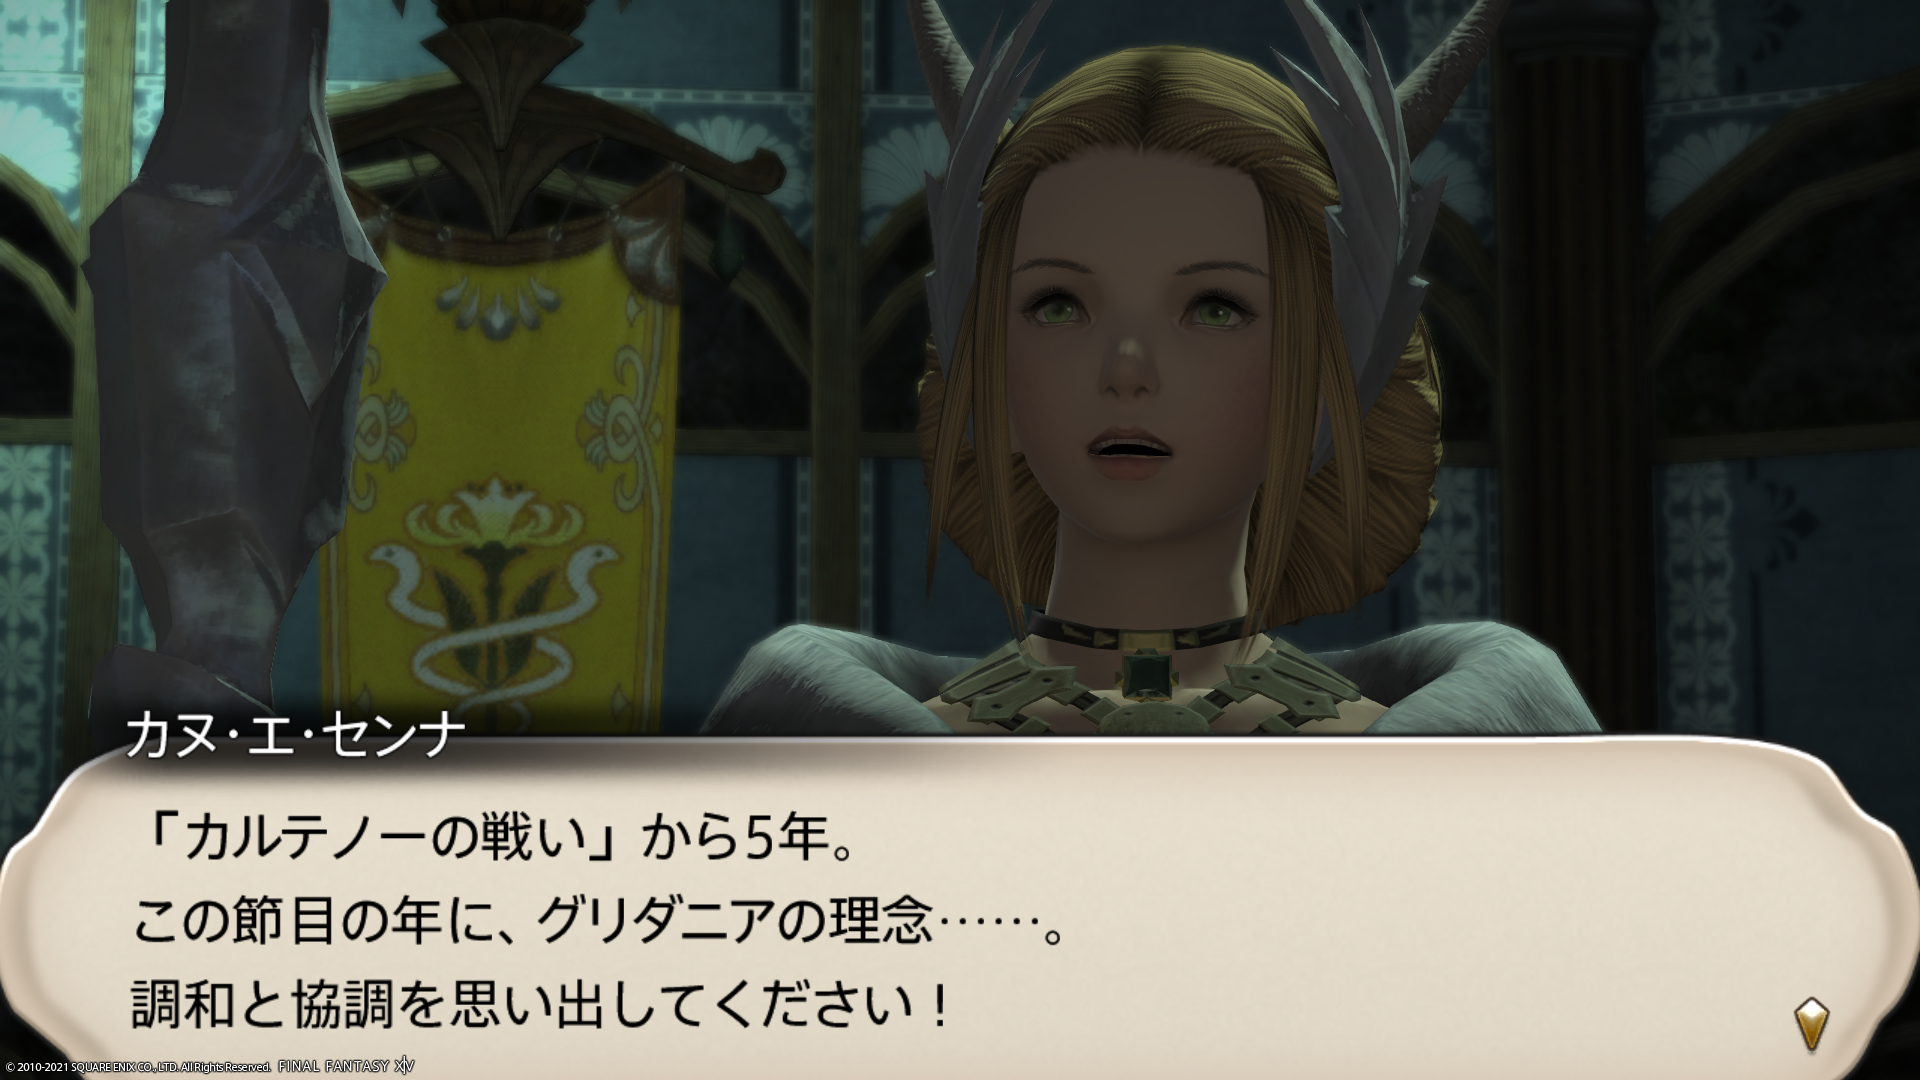 カヌ・エ・センナ
「カルテノーの戦い」から5年。
この節目の年に、グリダニアの理念……。
調和と協調を思い出してください！
© 2010-2021 SQUARE ENIX CO., LTD. All Rights Reserved. FINAL FANTASY XIV